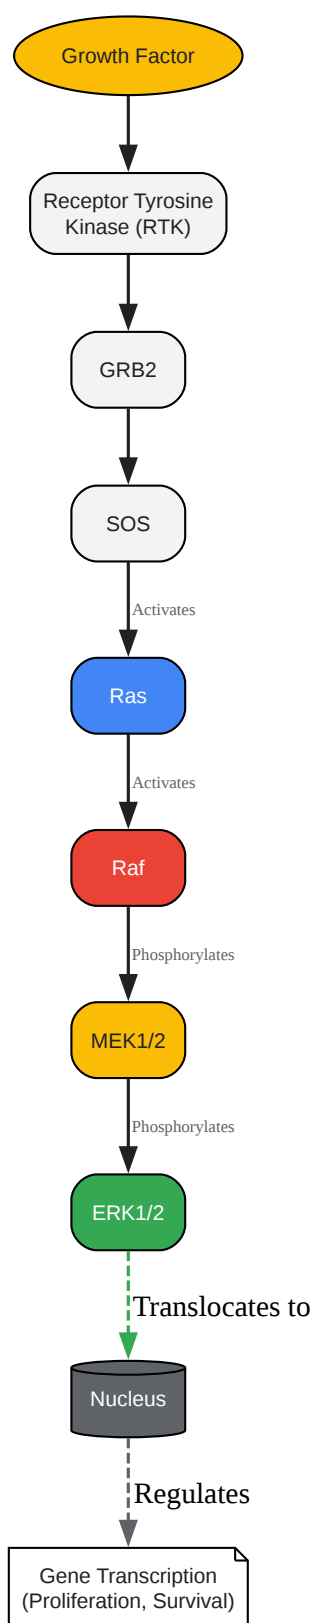 Growth Factor
Receptor Tyrosine
Kinase (RTK)
GRB2
SOS
Activates
Ras
Activates
Raf
Phosphorylates
MEK1/2
Phosphorylates
ERK1/2
Translocates to
Nucleus
Regulates
Gene Transcription
(Proliferation, Survival)